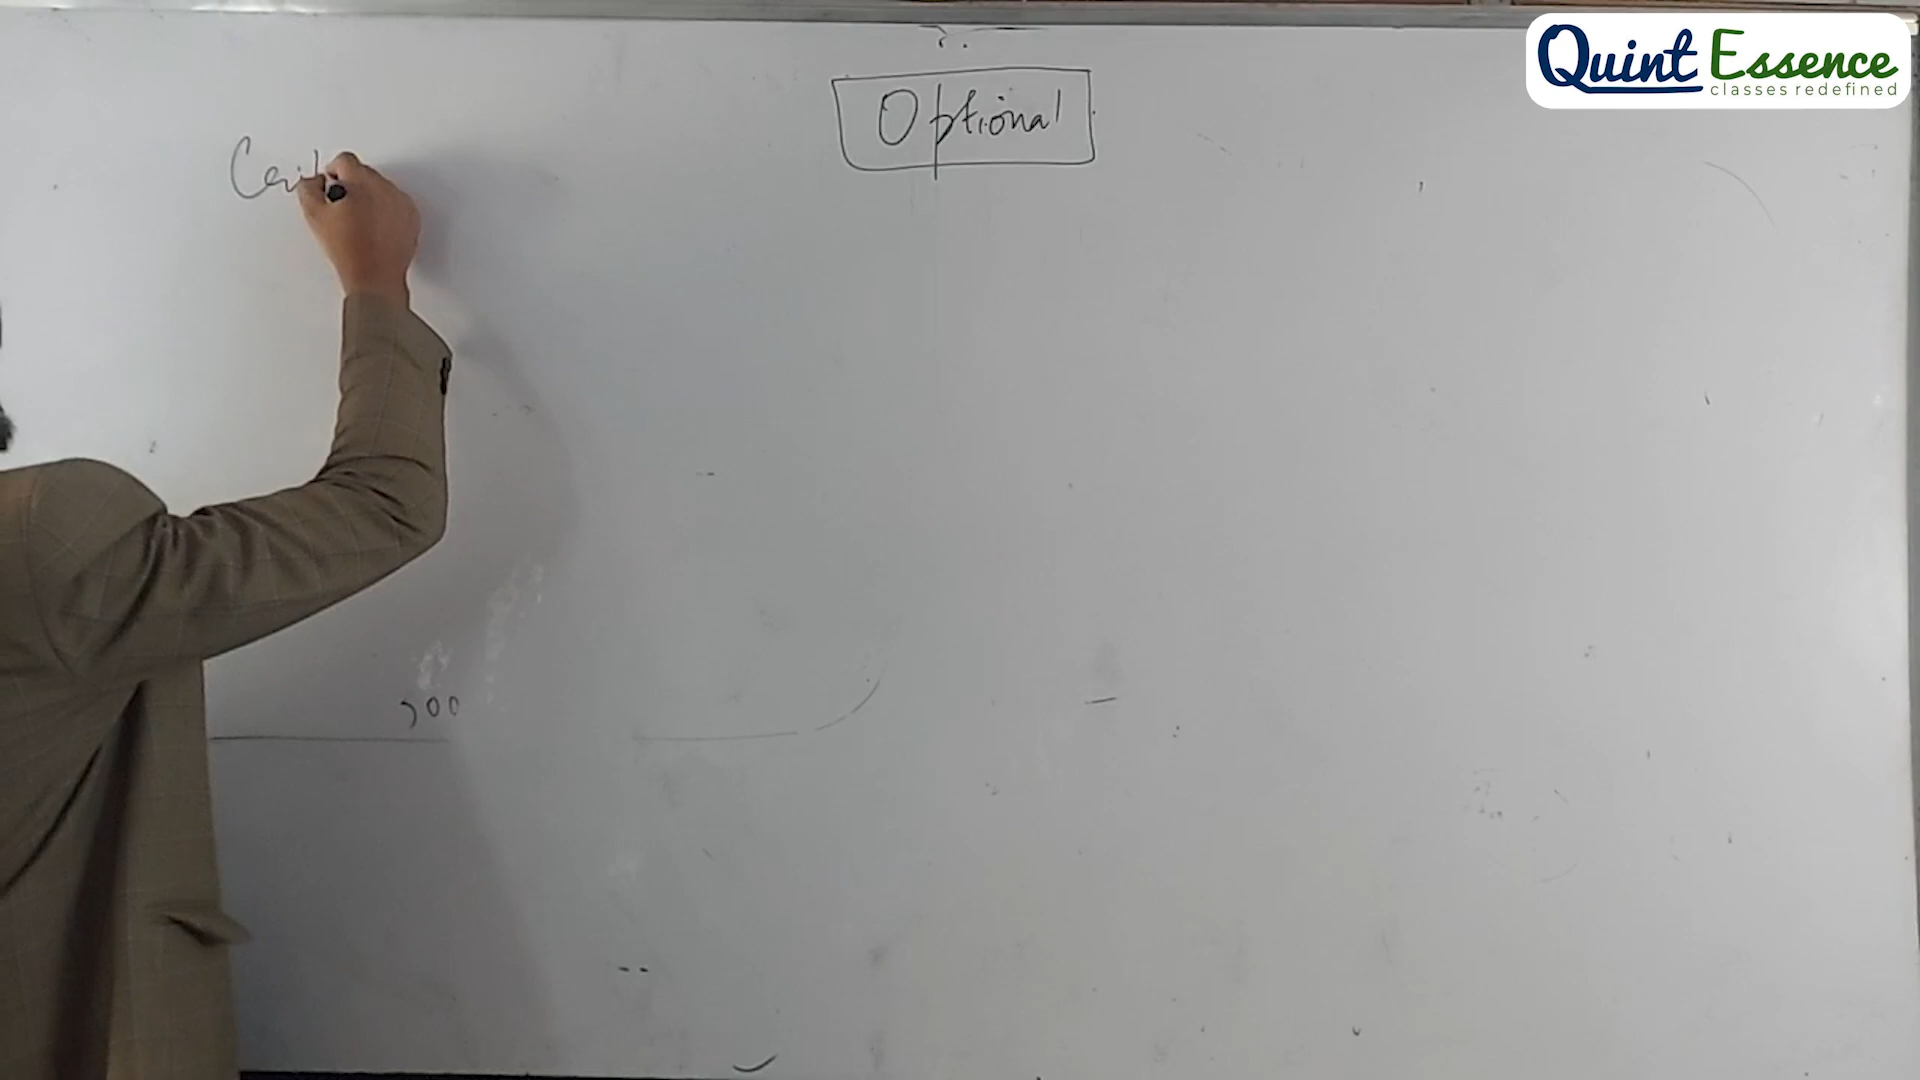 Quint Essence
classes redefined
Optional